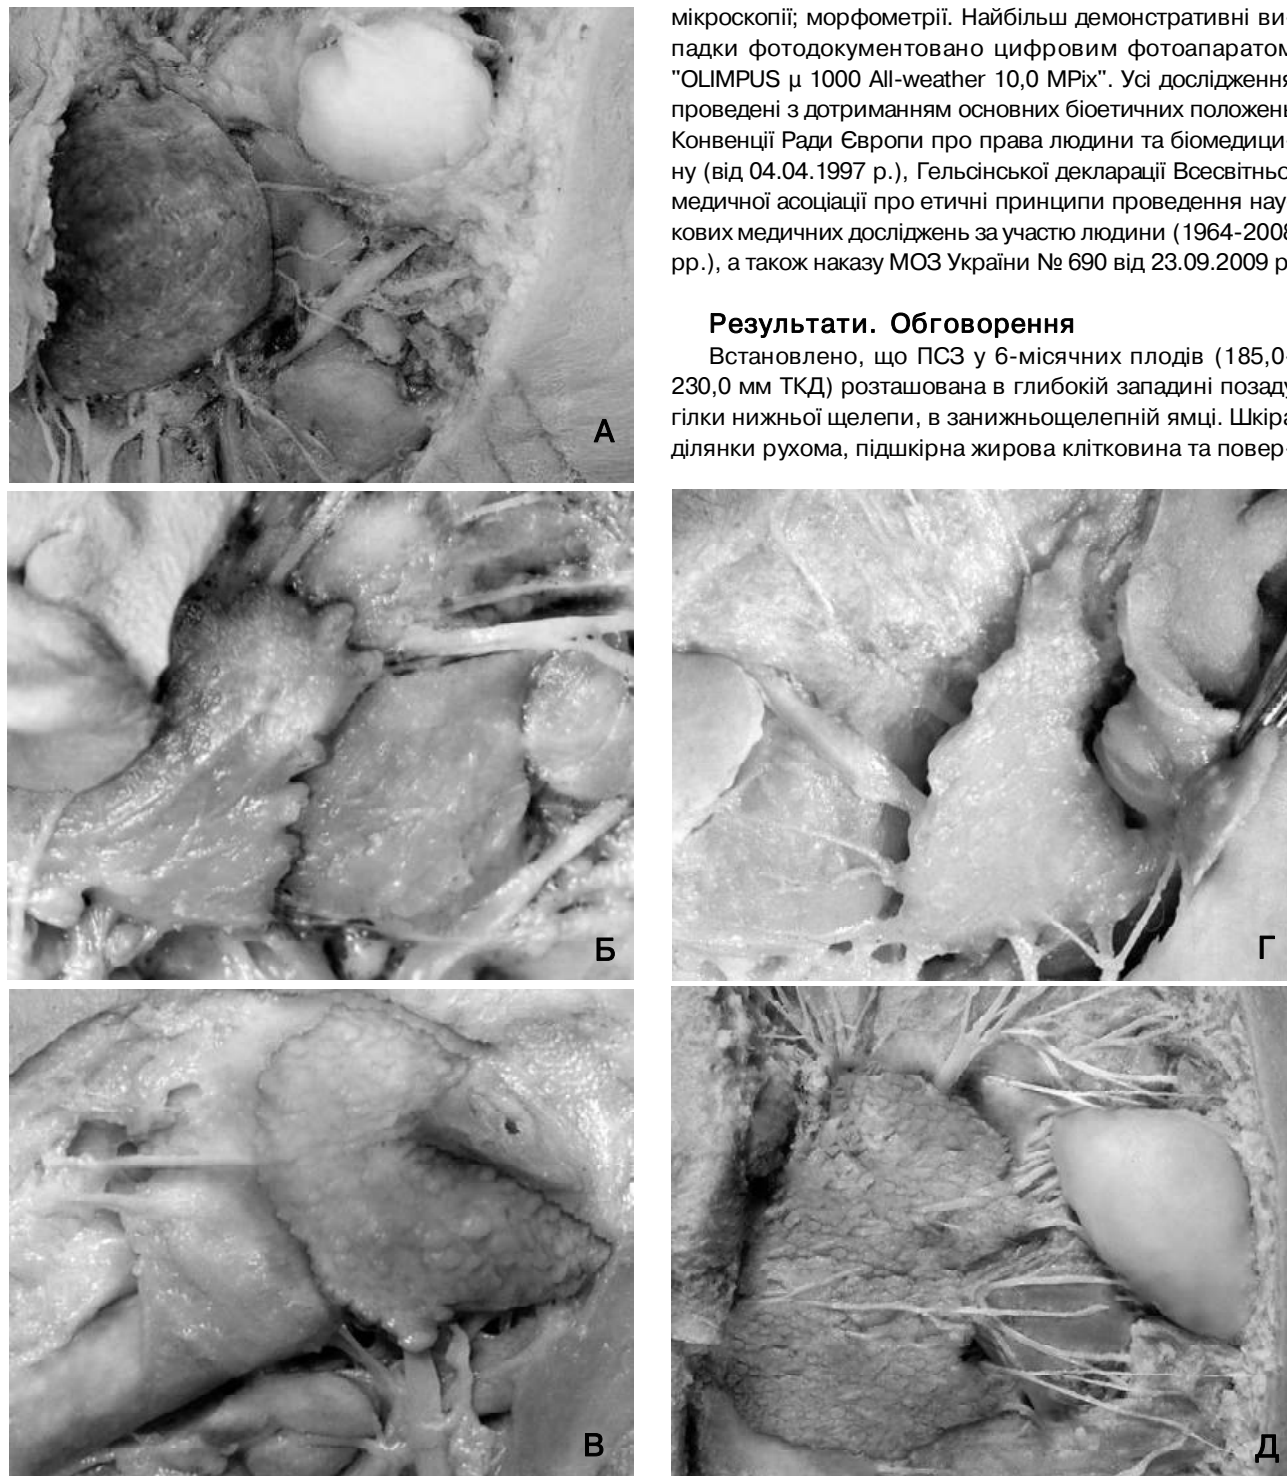 мікроскопії; морфометрії. Найбільш демонстративні ви-
падки фотодокументовано цифровим фотоапаратом
"OLIMPUS µ 1000 All-weather 10,0 MPix". Усі дослідження
проведені з дотриманням основних біоетичних положень
Конвенції Ради Європи про права людини та біомедици-
ну (від 04.04.1997 р.), Гельсінської декларації Всесвітньо
медичної асоціації про етичні принципи проведення нау-
кових медичних досліджень за участю людини (1964-2008
рр.), а також наказу МОЗ України № 690 від 23.09.2009 р
Результати. Обговорення
Встановлено, що ПСЗ у 6-місячних плодів (185,0-
230,0 мм ТКД) розташована в глибокій западині позаду
гілки нижньої щелепи, в занижньощелепній ямці. Шкіра
ділянки рухома, підшкірна жирова клітковина та повер-
А
Б
Г
В
Д